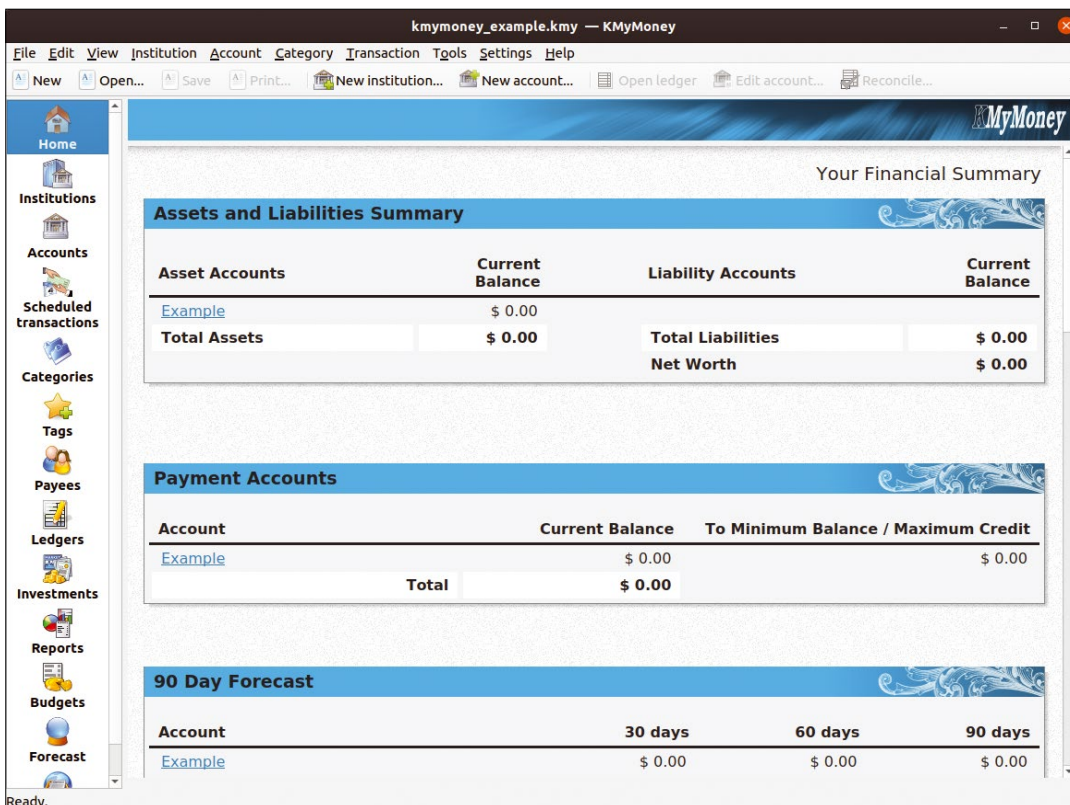 kmymoney_example.kmy — KMyMoney
File Edit View Institution Account Category Transaction Tools Settings Help
New Open... Save Print... New institution... New account... Open ledger Edit account... Reconcile...
KMyMoney
Home
Institutions
Accounts
Scheduled
transactions
Categories
Tags
Payees
Ledgers
Investments
Reports
Budgets
Forecast
Your Financial Summary
Assets and Liabilities Summary
Asset Accounts Current Balance Liability Accounts Current Balance
Example $ 0.00
Total Assets $ 0.00 Total Liabilities $ 0.00
Net Worth $ 0.00
Payment Accounts
Account Current Balance To Minimum Balance / Maximum Credit
Example $ 0.00 $ 0.00
Total $ 0.00
90 Day Forecast
Account 30 days 60 days 90 days
Example $ 0.00 $ 0.00 $ 0.00
Ready.